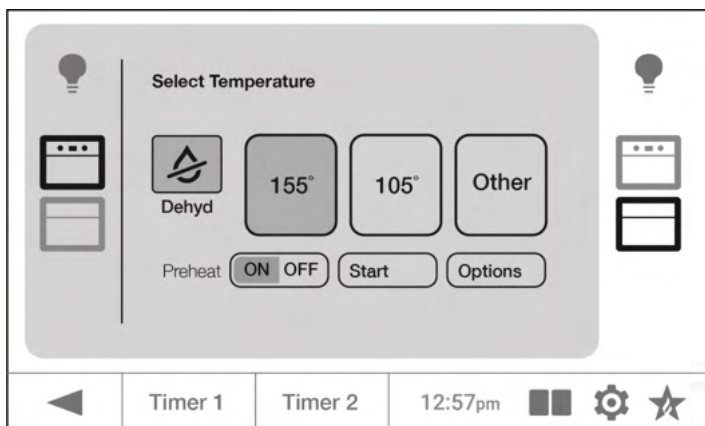 Select Temperature
155°
105°
Other
Dehyd
Preheat
ON OFF
Start
Options
Timer 1
Timer 2
12:57pm